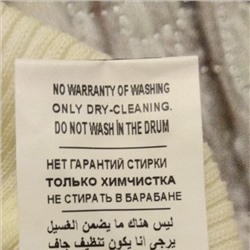 NO WARRANTY OF WASHING
ONLY DRY-CLEANING.
DO NOT WASH İN THE DRUM
НЕТ ГАРАНТИЙ СТИРКИ
ТОЛЬКО ХИМЧИСТКА
НЕ СТИРАТЬ В БАРАБАНЕ
ليس هناك ما يضمن الغسيل
يرجى انا يكون تنظيف جاف